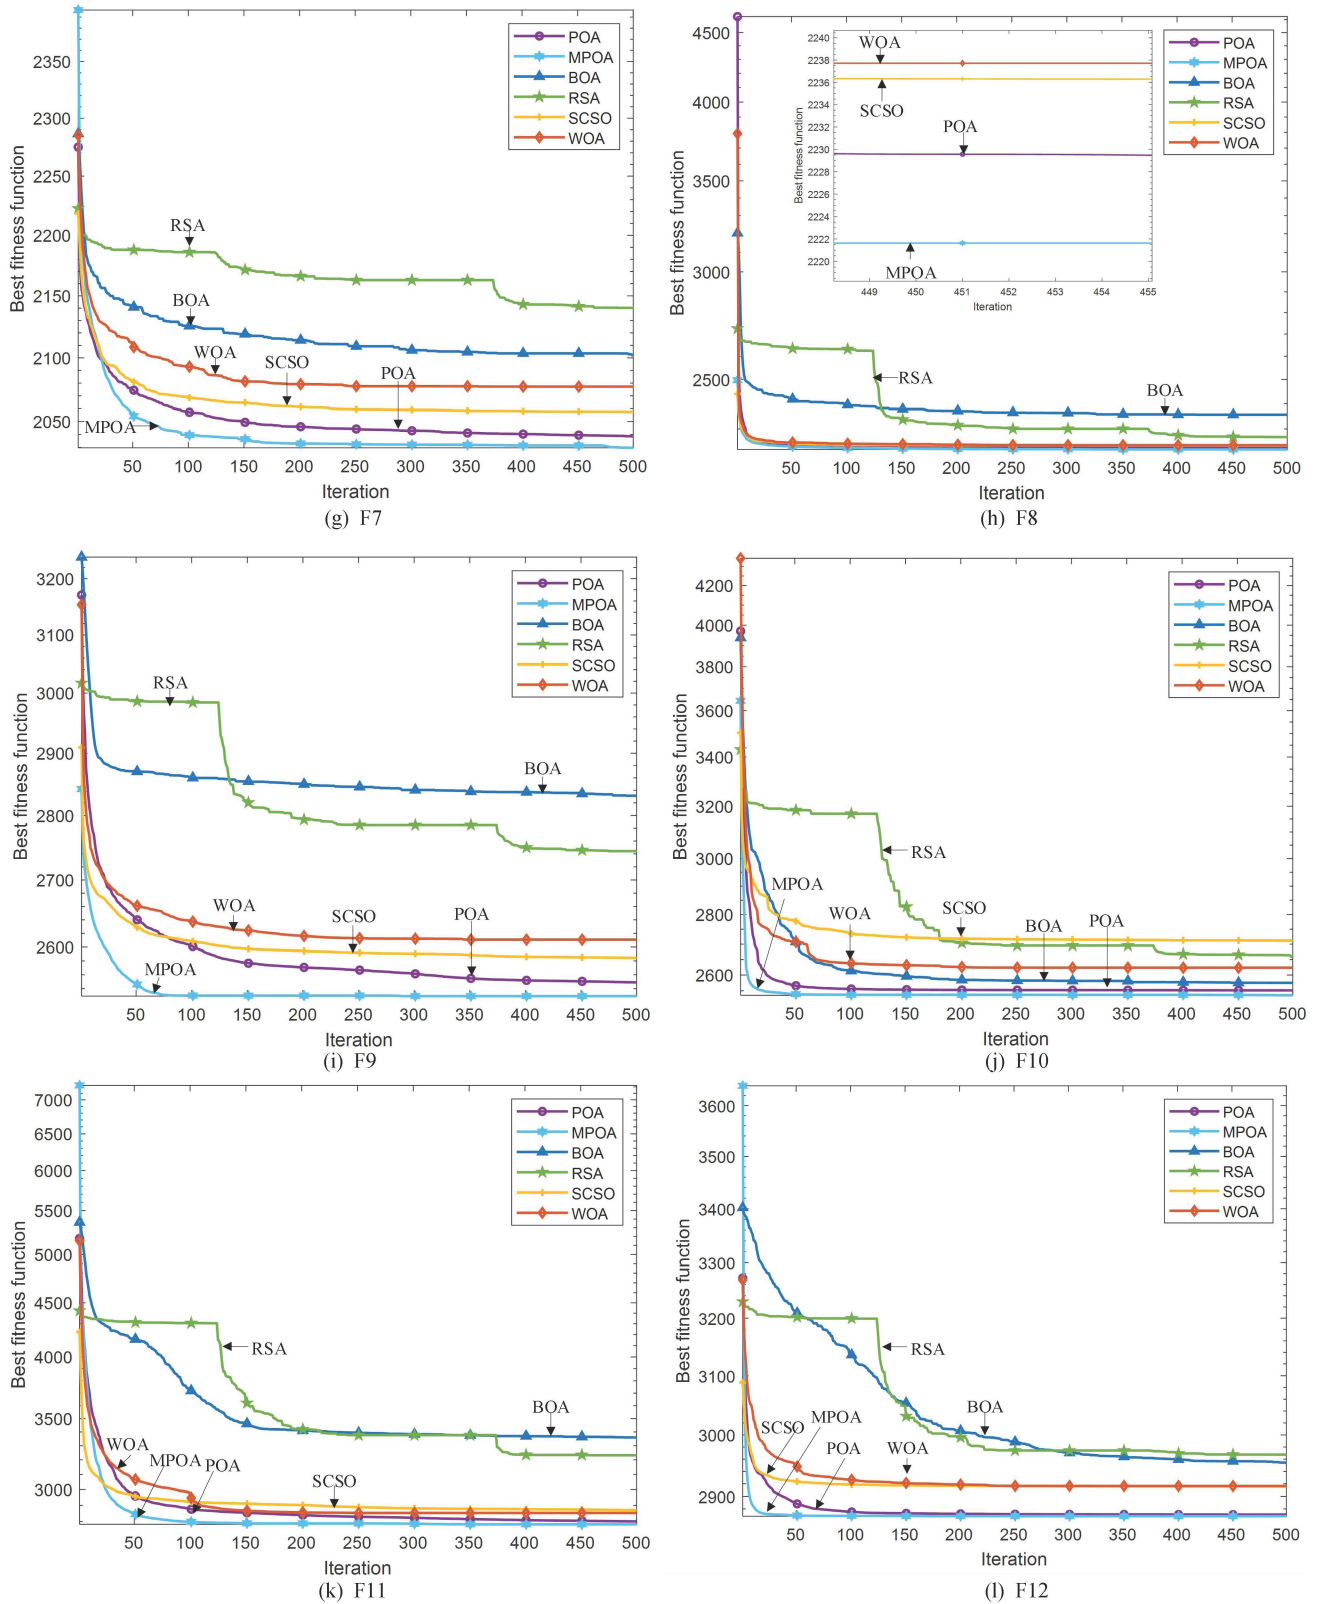 Best fitness function
2350
2300
2250
2200
2150
2100
2050
50 100 150 200 250 300 350 400 450 500
Iteration
POA
MPOA
BOA
RSA
SCSO
WOA
RSA
BOA
WOA
SCSO
POA
MPOA
(g) F7
Best fitness function
4500
4000
3500
3000
2500
50 100 150 200 250 300 350 400 450 500
Iteration
POA
MPOA
BOA
RSA
SCSO
WOA
Best fitness function
2240
2238
2236
2234
2232
2230
2228
2226
2224
2222
2220
449 450 451 452 453 454 455
Iteration
WOA
SCSO
POA
MPOA
RSA
BOA
(h) F8
Best fitness function
3200
3100
3000
2900
2800
2700
2600
50 100 150 200 250 300 350 400 450 500
Iteration
POA
MPOA
BOA
RSA
SCSO
WOA
RSA
BOA
WOA
SCSO
POA
MPOA
(i) F9
Best fitness function
4200
4000
3800
3600
3400
3200
3000
2800
2600
50 100 150 200 250 300 350 400 450 500
Iteration
POA
MPOA
BOA
RSA
SCSO
WOA
RSA
MPOA
WOA
SCSO
BOA
POA
(j) F10
Best fitness function
7000
6500
6000
5500
5000
4500
4000
3500
3000
50 100 150 200 250 300 350 400 450 500
Iteration
POA
MPOA
BOA
RSA
SCSO
WOA
RSA
BOA
WOA
MPOA
POA
SCSO
(k) F11
Best fitness function
3600
3500
3400
3300
3200
3100
3000
2900
50 100 150 200 250 300 350 400 450 500
Iteration
POA
MPOA
BOA
RSA
SCSO
WOA
RSA
BOA
SCSO
MPOA
POA
WOA
(l) F12